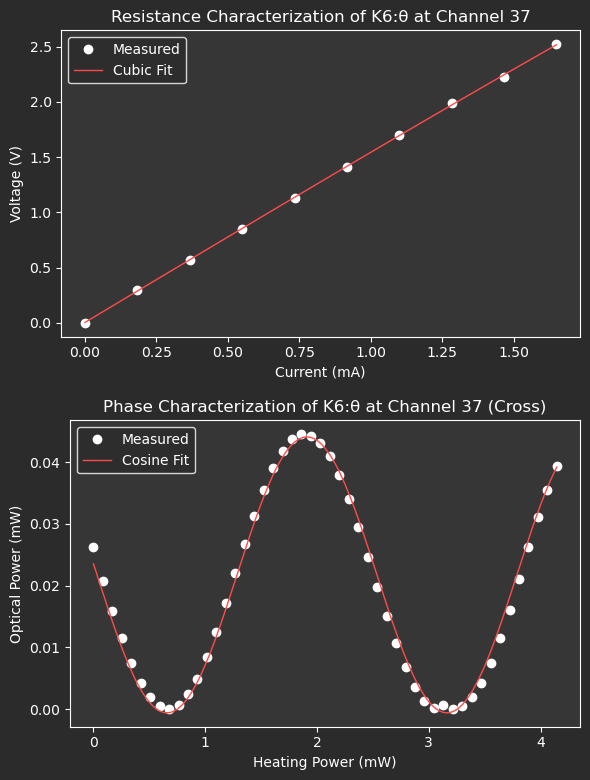 Resistance Characterization of K6:θ at Channel 37
Measured
Cubic Fit
2.5
2.0
1.5
1.0
0.5
0.0
Voltage (V)
0.00 0.25 0.50 0.75 1.00 1.25 1.50
Current (mA)
Phase Characterization of K6:θ at Channel 37 (Cross)
Measured
Cosine Fit
0.04
0.03
0.02
0.01
0.00
Optical Power (mW)
0 1 2 3 4
Heating Power (mW)